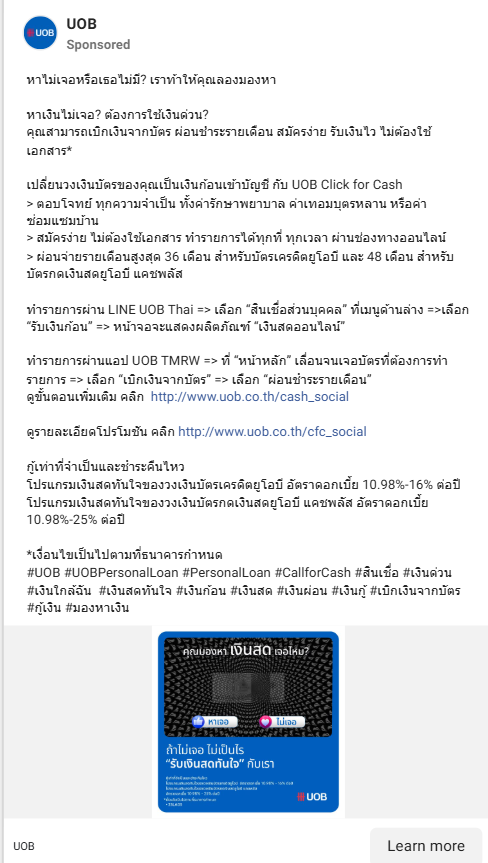 UOB
UOB
Sponsored
หาไม่เจอหรือเธอไม่มี? เราท้าให้คุณลองมองหา
หาเงินไม่เจอ? ต้องการใช้เงินด่วน?
คุณสามารถเบิกเงินจากบัตร ผ่อนชำระรายเดือน สมัครง่าย รับเงินไว ไม่ต้องใช้
เอกสาร*
เปลี่ยนวงเงินบัตรของคุณเป็นเงินก้อนเข้าบัญชี กับ UOB Click for Cash
> ตอบโจทย์ ทุกความจำเป็น ทั้งค่ารักษาพยาบาล ค่าเทอมบุตรหลาน หรือค่า
ซ่อมแซมบ้าน
> สมัครง่าย ไม่ต้องใช้เอกสาร ทำรายการได้ทุกที่ ทุกเวลา ผ่านช่องทางออนไลน์
> ผ่อนจ่ายรายเดือนสูงสุด 36 เดือน สำหรับบัตรเครดิตยูโอบี และ 48 เดือน สำหรับ
บัตรกดเงินสดยูโอบี แคชพลัส
ทำรายการผ่าน LINE UOB Thai => เลือก “สินเชื่อส่วนบุคคล” ที่เมนูด้านล่าง =>เลือก
“รับเงินก้อน” => หน้าจอจะแสดงผลิตภัณฑ์ “เงินสดออนไลน์”
ทำรายการผ่านแอป UOB TMRW => ที่ “หน้าหลัก” เลื่อนจนเจอบัตรที่ต้องการทำ
รายการ => เลือก “เบิกเงินจากบัตร” => เลือก “ผ่อนชำระรายเดือน”
ดูขั้นตอนเพิ่มเติม คลิก http://www.uob.co.th/cash_social
ดูรายละเอียดโปรโมชัน คลิก http://www.uob.co.th/cfc_social
กู้เท่าที่จำเป็นและชำระคืนไหว
โปรแกรมเงินสดทันใจของวงเงินบัตรเครดิตยูโอบี อัตราดอกเบี้ย 10.98%-16% ต่อปี
โปรแกรมเงินสดทันใจของวงเงินบัตรกดเงินสดยูโอบี แคชพลัส อัตราดอกเบี้ย
10.98%-25% ต่อปี
*เงื่อนไขเป็นไปตามที่ธนาคารกำหนด
#UOB #UOBPersonalLoan #PersonalLoan #CallforCash #สินเชื่อ #เงินด่วน
#เงินใกล้ฉัน #เงินสดทันใจ #เงินก้อน #เงินสด #เงินผ่อน #เงินกู้ #เบิกเงินจากบัตร
#กู้เงิน #มองหาเงิน
คุณมองหา เงินสด เจอไหม?
หาเจอ
ไม่เจอ
ถ้าไม่เจอ ไม่เป็นไร
“รับเงินสดทันใจ” กับเรา
UOB
UOB
Learn more